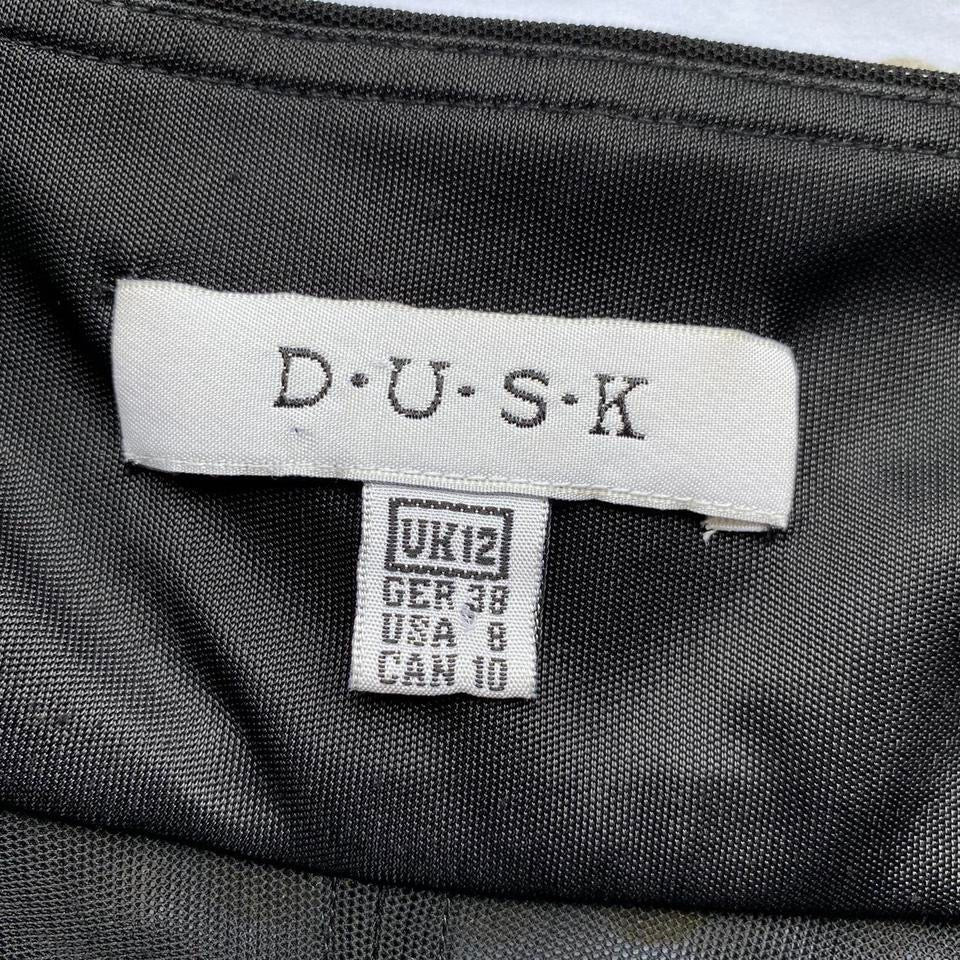 D·U·S·K
UK12
GER 38
USA 8
CAN 10